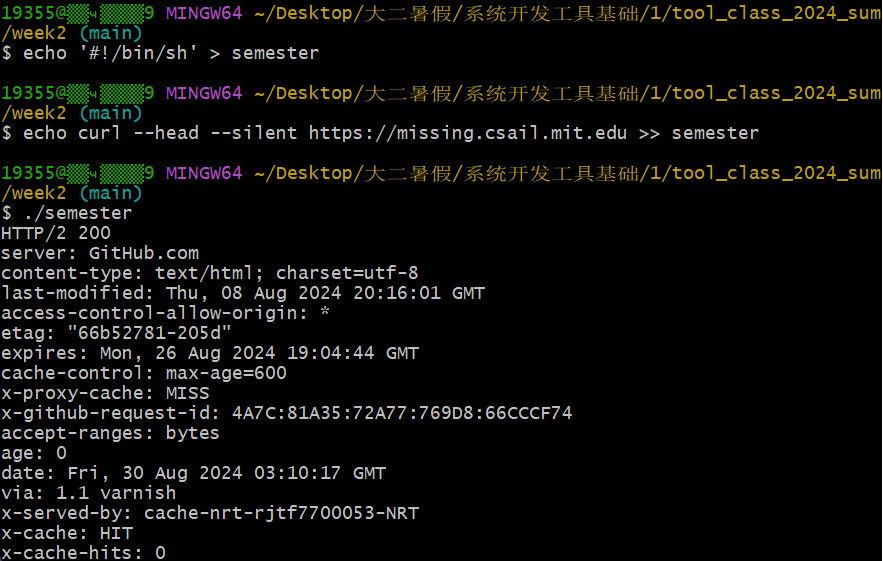 19355@▒▒կ▒▒▒▒9 MINGW64 ~/Desktop/大二暑假/系统开发工具基础/1/tool_class_2024_sum
/week2 (main)
$ echo '#!/bin/sh' > semester
19355@▒▒կ▒▒▒▒9 MINGW64 ~/Desktop/大二暑假/系统开发工具基础/1/tool_class_2024_sum
/week2 (main)
$ echo curl --head --silent https://missing.csail.mit.edu >> semester
19355@▒▒կ▒▒▒▒9 MINGW64 ~/Desktop/大二暑假/系统开发工具基础/1/tool_class_2024_sum
/week2 (main)
$ ./semester
HTTP/2 200
server: GitHub.com
content-type: text/html; charset=utf-8
last-modified: Thu, 08 Aug 2024 20:16:01 GMT
access-control-allow-origin: *
etag: "66b52781-205d"
expires: Mon, 26 Aug 2024 19:04:44 GMT
cache-control: max-age=600
x-proxy-cache: MISS
x-github-request-id: 4A7C:81A35:72A77:769D8:66CCCF74
accept-ranges: bytes
age: 0
date: Fri, 30 Aug 2024 03:10:17 GMT
via: 1.1 varnish
x-served-by: cache-nrt-rjtf7700053-NRT
x-cache: HIT
x-cache-hits: 0